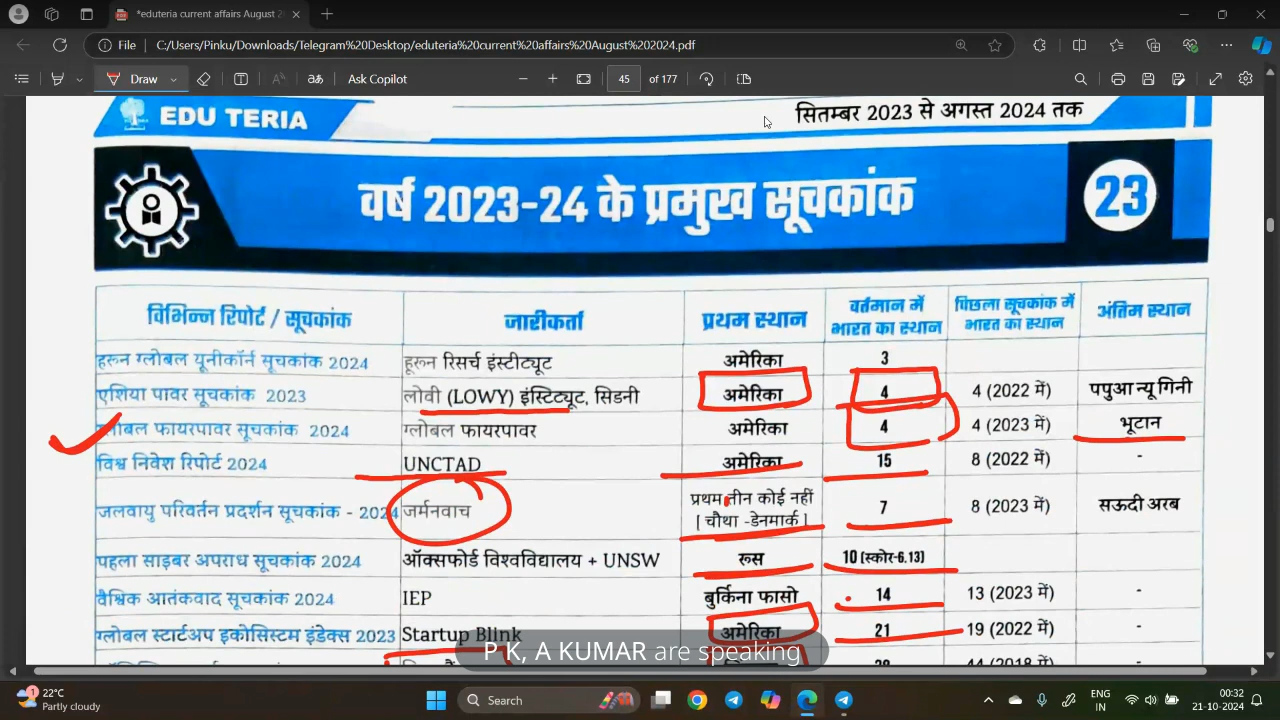 *eduteria current affairs August 2
File C:/Users/Pinku/Downloads/Telegram%20Desktop/eduteria%20current%20affairs%20August%202024.pdf
Draw Ask Copilot 45 of 177
EDU TERIA
सितम्बर 2023 से अगस्त 2024 तक
वर्ष 2023-24 के प्रमुख सूचकांक 23
विभिन्न रिपोर्ट / सूचकांक जारीकर्ता प्रथम स्थान वर्तमान में भारत का स्थान पिछला सूचकांक में भारत का स्थान अंतिम स्थान
हरून ग्लोबल यूनीकॉर्न सूचकांक 2024 हूरून रिसर्च इंस्टीट्यूट अमेरिका 3
एशिया पावर सूचकांक 2023 लोवी (LOWY) इंस्टिट्यूट, सिडनी अमेरिका 4 4 (2022 में) पपुआ न्यू गिनी
ग्लोबल फायरपावर सूचकांक 2024 ग्लोबल फायरपावर अमेरिका 4 4 (2023 में) भूटान
विश्व निवेश रिपोर्ट 2024 UNCTAD अमेरिका 15 8 (2022 में) -
जलवायु परिवर्तन प्रदर्शन सूचकांक - 2024 जर्मनवाच प्रथम तीन कोई नहीं [ चौथा -डेनमार्क ] 7 8 (2023 में) सऊदी अरब
पहला साइबर अपराध सूचकांक 2024 ऑक्सफोर्ड विश्वविद्यालय + UNSW रूस 10 (स्कोर-6.13)
वैश्विक आतंकवाद सूचकांक 2024 IEP बुर्किना फासो 14 13 (2023 में) -
ग्लोबल स्टार्टअप इकोसिस्टम इंडेक्स 2023 Startup Blink अमेरिका 21 19 (2022 में) -
P K, A KUMAR are speaking
1 22°C Search ENG 00:32
Partly cloudy IN 21-10-2024